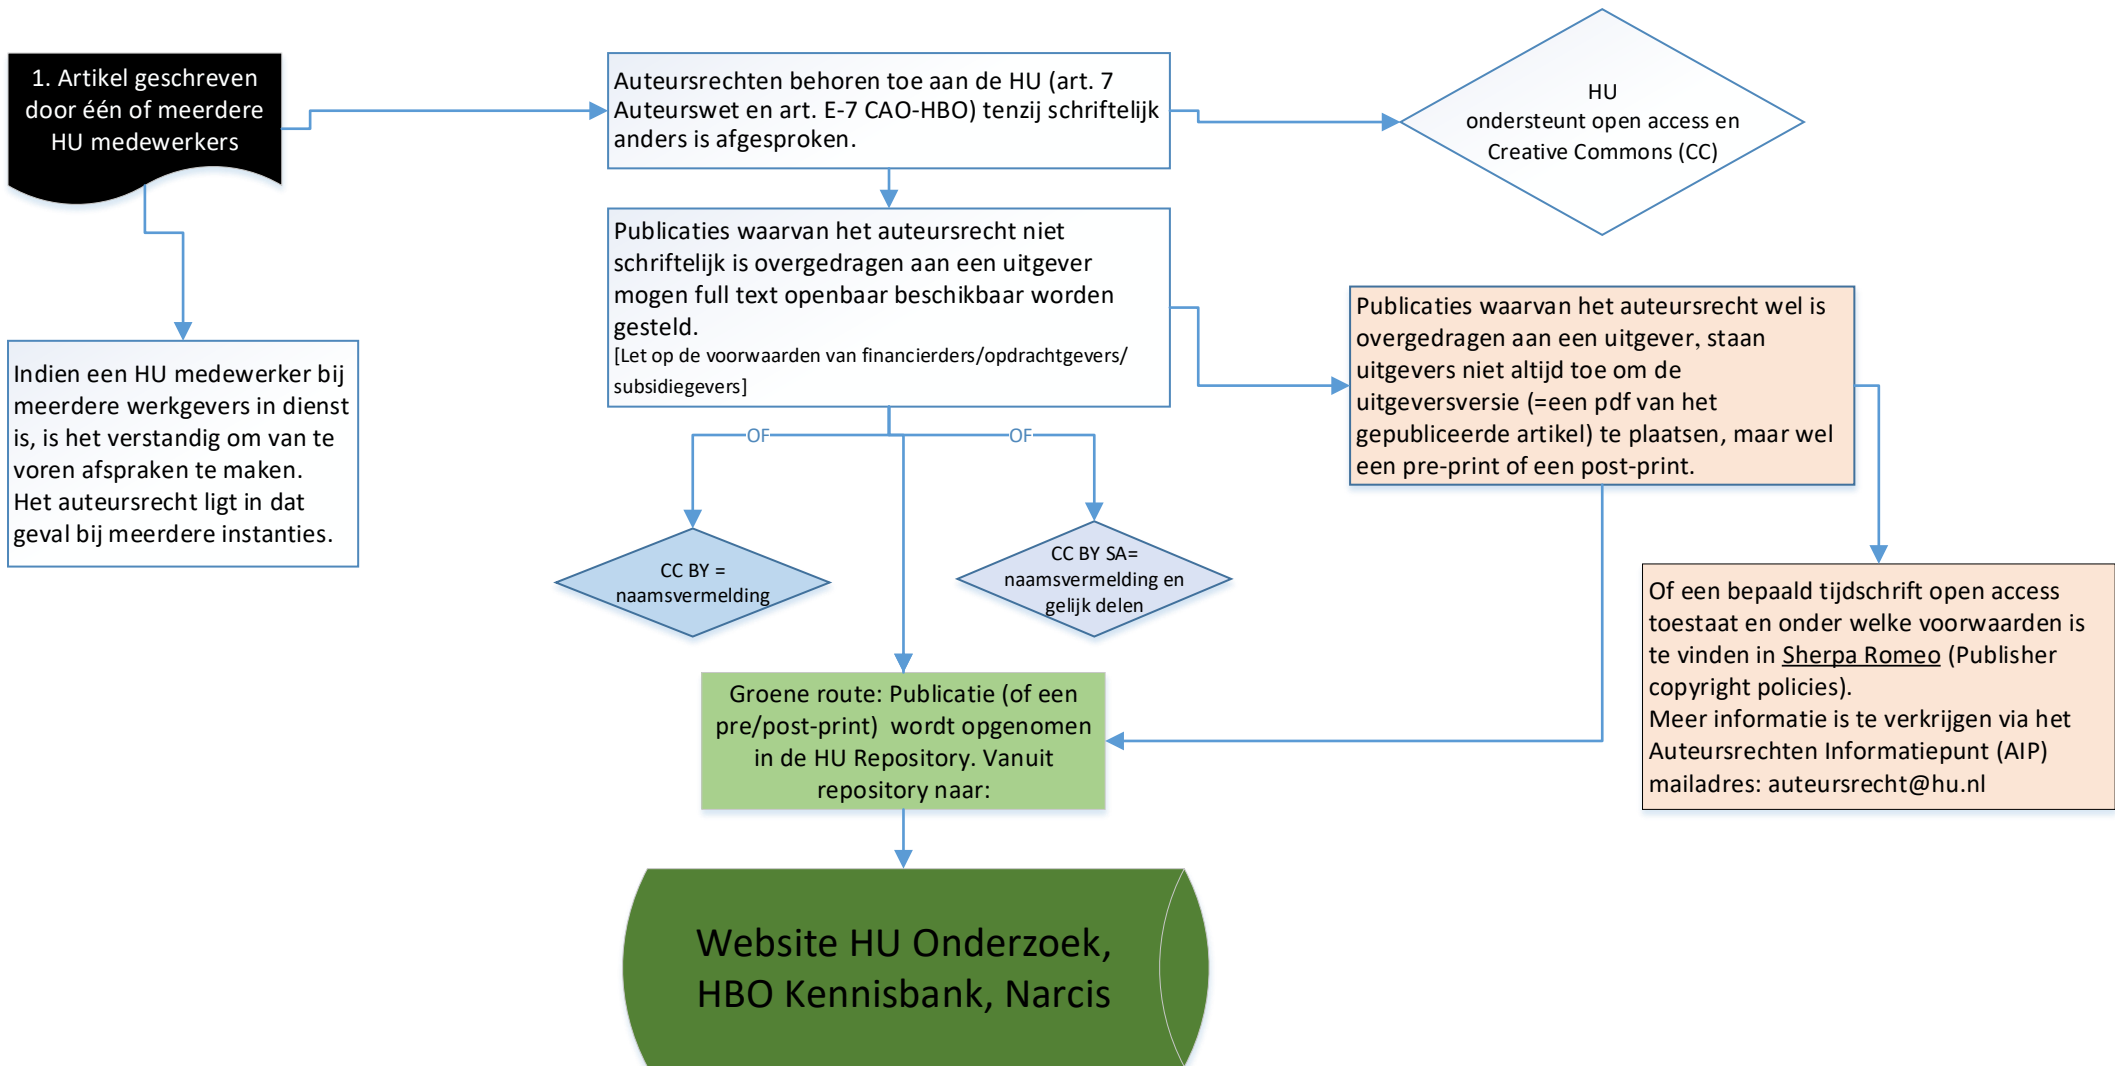 1. Artikel geschreven
door één of meerdere
HU medewerkers
Auteursrechten behoren toe aan de HU (art. 7
Auteurswet en art. E-7 CAO-HBO) tenzij schriftelijk
anders is afgesproken.
HU
ondersteunt open access en
Creative Commons (CC)
Publicaties waarvan het auteursrecht niet
schriftelijk is overgedragen aan een uitgever
mogen full text openbaar beschikbaar worden
gesteld.
[Let op de voorwaarden van financierders/opdrachtgevers/
subsidiegevers]
Publicaties waarvan het auteursrecht wel is
overgedragen aan een uitgever, staan
uitgevers niet altijd toe om de
uitgeversversie (=een pdf van het
gepubliceerde artikel) te plaatsen, maar wel
een pre-print of een post-print.
Indien een HU medewerker bij
meerdere werkgevers in dienst
is, is het verstandig om van te
voren afspraken te maken.
Het auteursrecht ligt in dat
geval bij meerdere instanties.
OF
OF
CC BY =
naamsvermelding
CC BY SA=
naamsvermelding en
gelijk delen
Of een bepaald tijdschrift open access
toestaat en onder welke voorwaarden is
te vinden in Sherpa Romeo (Publisher
copyright policies).
Meer informatie is te verkrijgen via het
Auteursrechten Informatiepunt (AIP)
mailadres: auteursrecht@hu.nl
Groene route: Publicatie (of een
pre/post-print) wordt opgenomen
in de HU Repository. Vanuit
repository naar:
Website HU Onderzoek,
HBO Kennisbank, Narcis